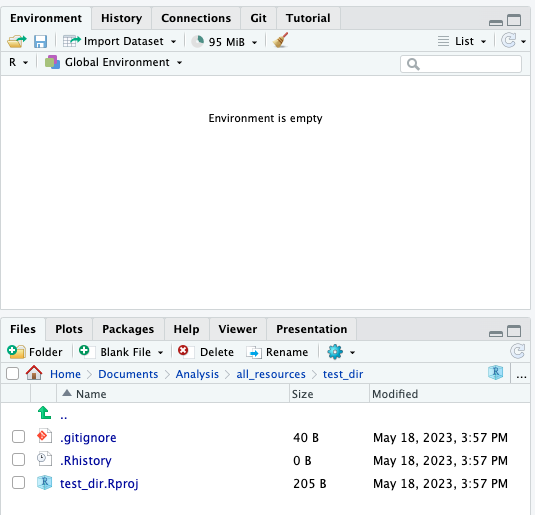 Environment History Connections Git Tutorial
Import Dataset 95 MiB List
R Global Environment
Environment is empty
Files Plots Packages Help Viewer Presentation
Folder Blank File Delete Rename
Home Documents Analysis all_resources test_dir R ...
Name Size Modified
..
.gitignore 40 B May 18, 2023, 3:57 PM
.Rhistory 0 B May 18, 2023, 3:57 PM
R test_dir.Rproj 205 B May 18, 2023, 3:57 PM